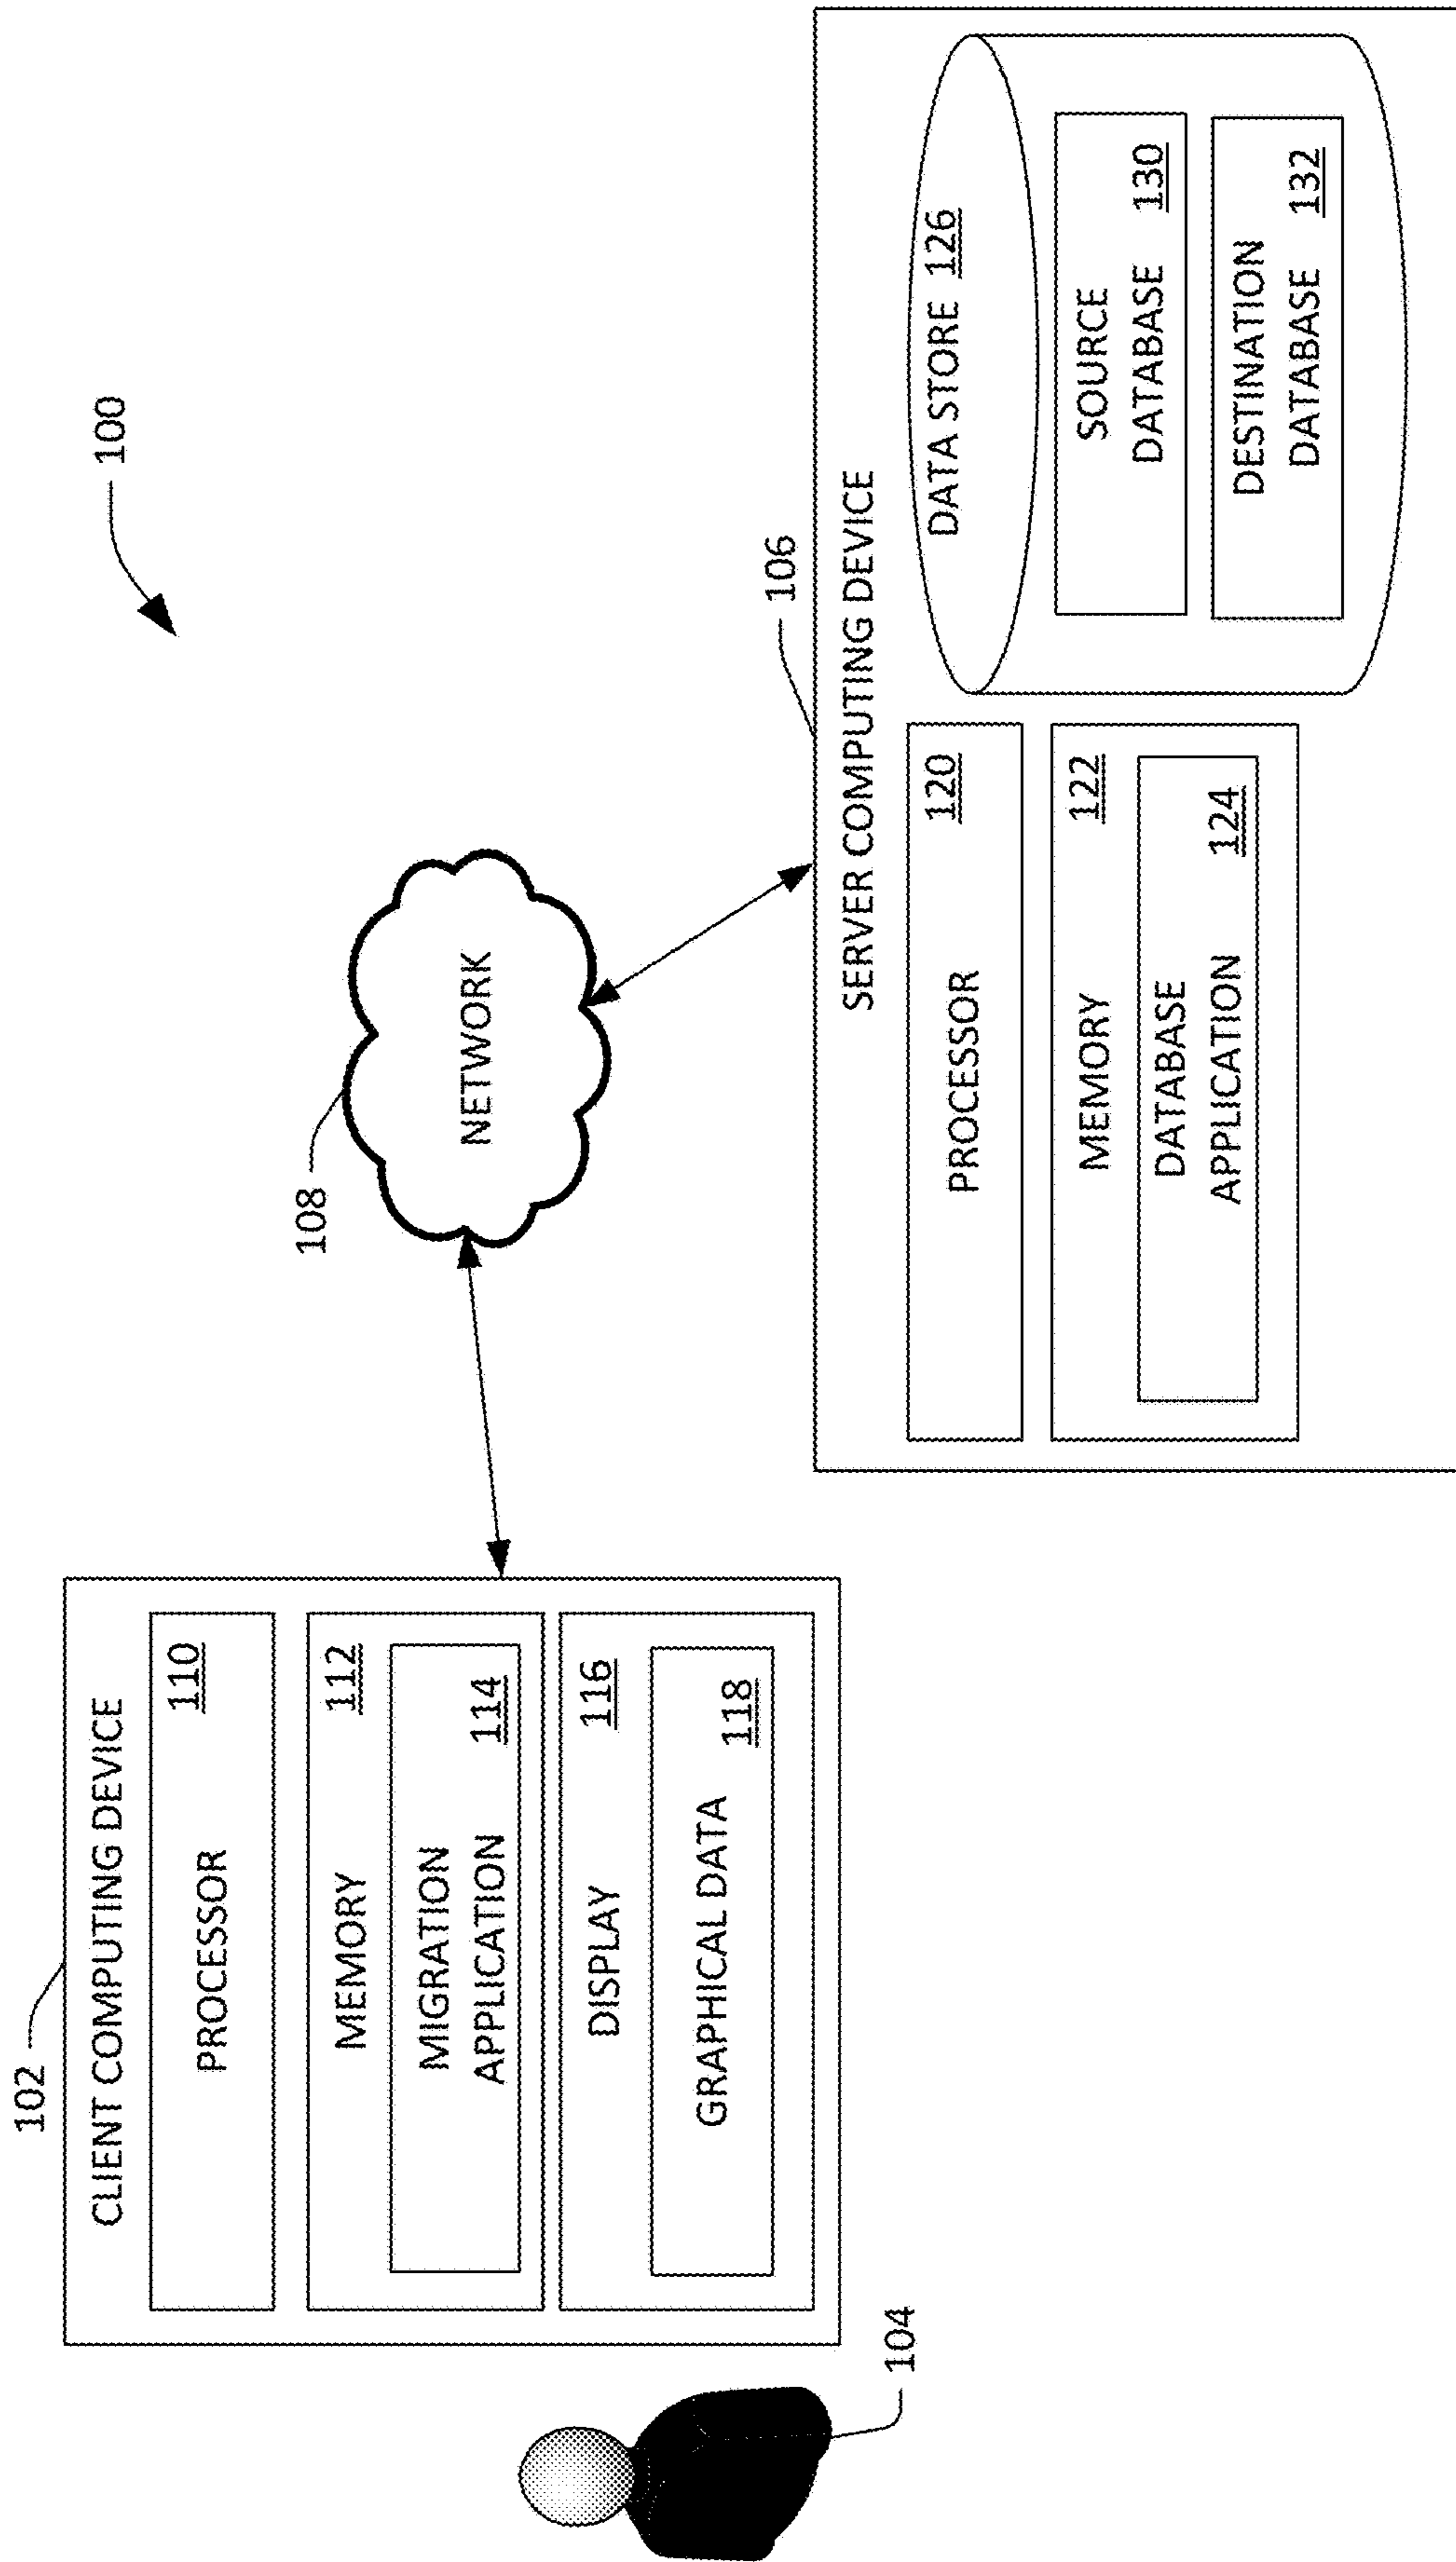 100
102
CLIENT COMPUTING DEVICE
PROCESSOR
110
MEMORY
112
MIGRATION
APPLICATION
114
DISPLAY
116
GRAPHICAL DATA
118
104
108
NETWORK
106
SERVER COMPUTING DEVICE
PROCESSOR
120
MEMORY
122
DATABASE
APPLICATION
124
DATA STORE 126
SOURCE
DATABASE 130
DESTINATION
DATABASE 132